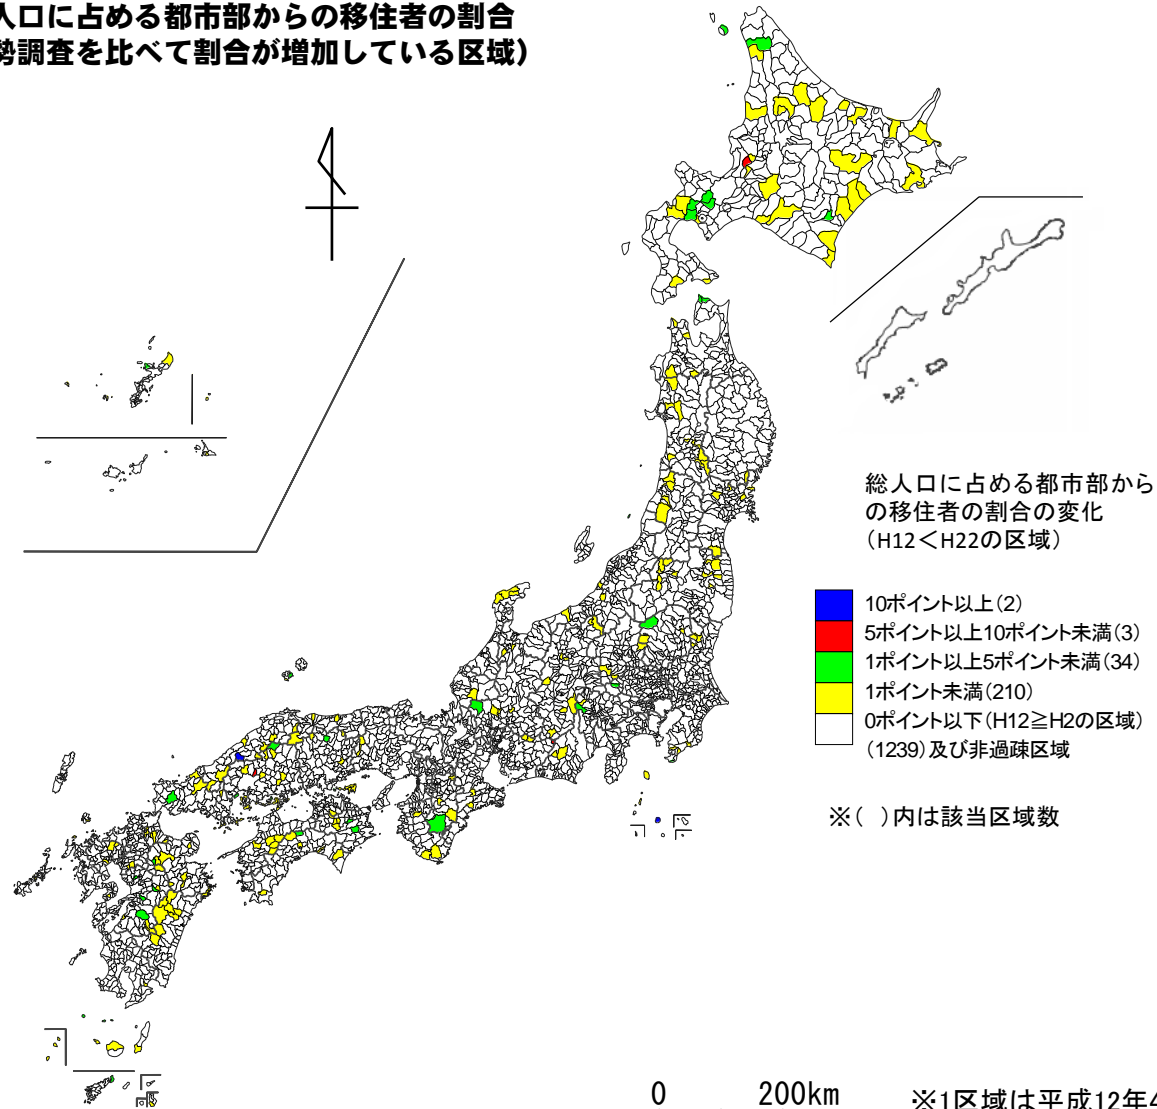 人口に占める都市部からの移住者の割合
勢調査を比べて割合が増加している区域）
総人口に占める都市部から
の移住者の割合の変化
（H12＜H22の区域）
10ポイント以上（2）
5ポイント以上10ポイント未満（3）
1ポイント以上5ポイント未満（34）
1ポイント未満（210）
0ポイント以下（H12≧H2の区域）
（1239）及び非過疎区域
※（ ）内は該当区域数
0 200km
※1区域は平成12年4